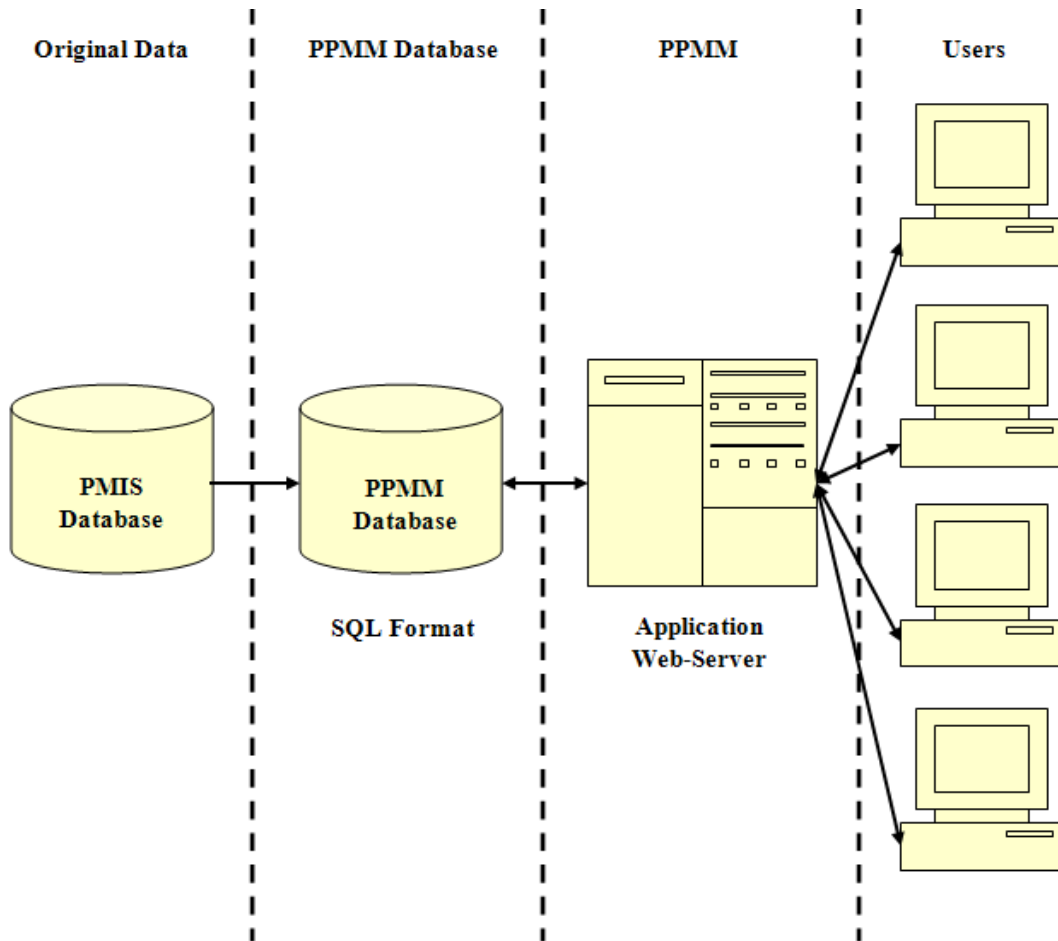 Original Data
PPMM Database
PPMM
Users
PMIS
Database
PPMM
Database
SQL Format
Application
Web-Server